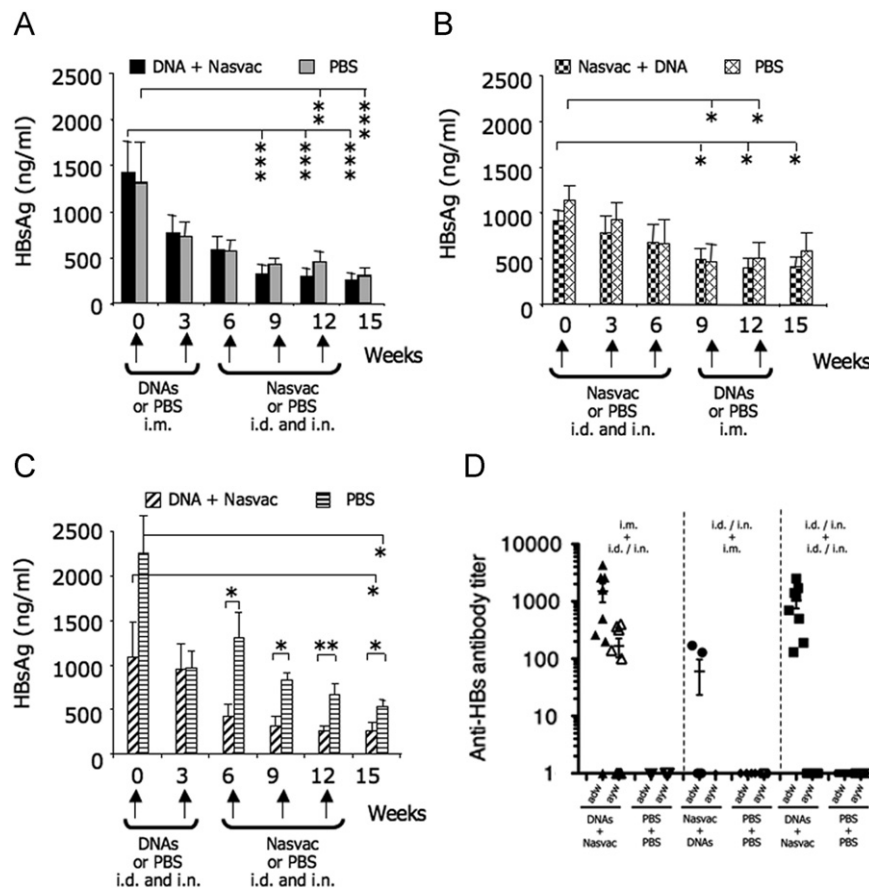 A
DNA + Nasvac PBS
2500
2000
1500
1000
500
0
HBsAg (ng/ml)
**
****
***
***
***
0 3 6 9 12 15
Weeks
DNAs
or PBS
i.m.
Nasvac
or PBS
i.d. and i.n.
B
Nasvac + DNA PBS
2500
2000
1500
1000
500
0
HBsAg (ng/ml)
* *
* * *
0 3 6 9 12 15
Weeks
Nasvac
or PBS
i.d. and i.n.
DNAs
or PBS
i.m.
C
DNA + Nasvac PBS
2500
2000
1500
1000
500
0
HBsAg (ng/ml)
*
*
* * ** *
0 3 6 9 12 15
Weeks
DNAs
or PBS
i.d. and i.n.
Nasvac
or PBS
i.d. and i.n.
D
i.m.
+
i.d. / i.n.
i.d. / i.n.
+
i.m.
i.d. / i.n.
+
i.d. / i.n.
10000
1000
100
10
1
Anti-HBs antibody titer
adw ayw adw ayw adw ayw adw ayw adw ayw adw ayw
DNAs
+
Nasvac
PBS
+
PBS
Nasvac
+
DNAs
PBS
+
PBS
DNAs
+
Nasvac
PBS
+
PBS